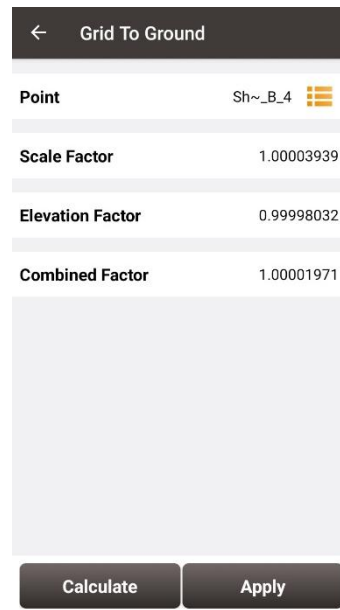 ← Grid To Ground
Point Sh~_B_4
Scale Factor 1.00003939
Elevation Factor 0.99998032
Combined Factor 1.00001971
Calculate Apply